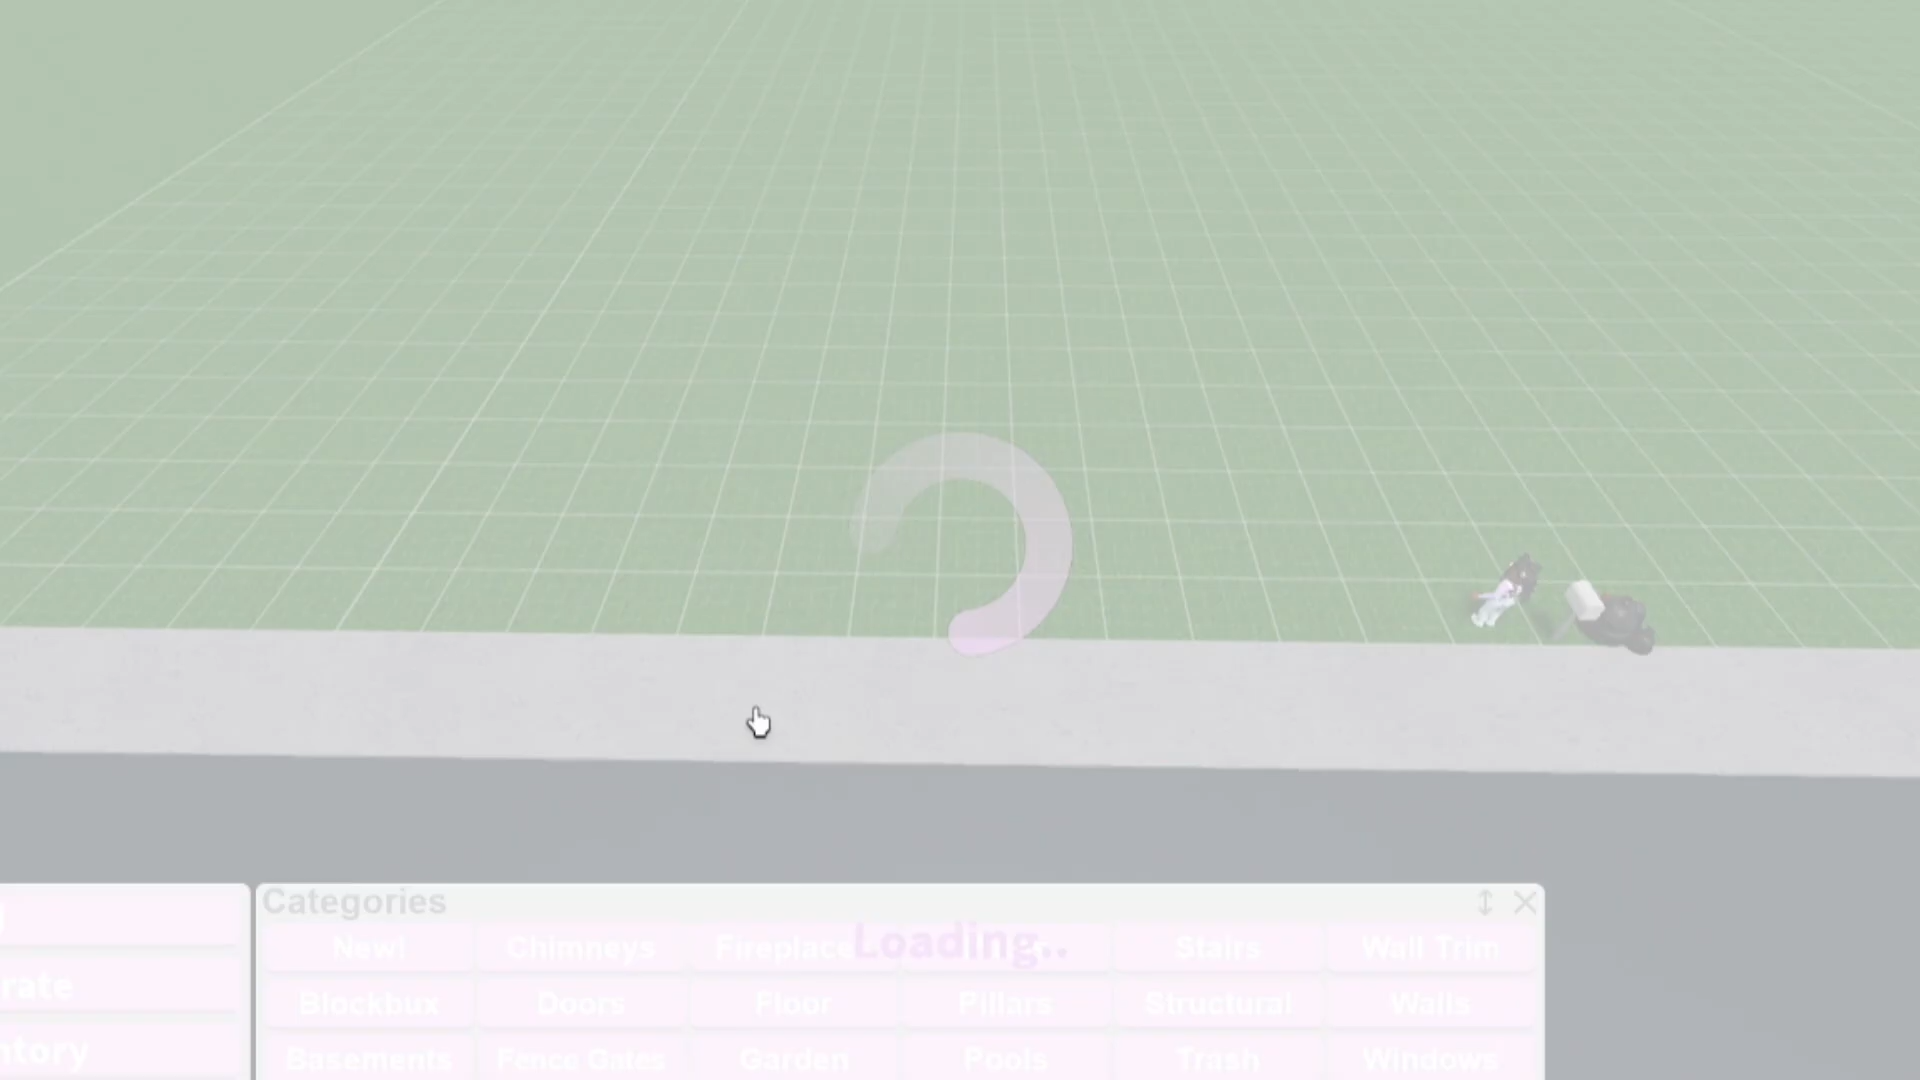 Categories
New! Chimneys Fireplace Loading.. Stairs Wall Trim
rate Blockbux Doors Floor Pillars Structural Walls
ntory Basements Fence Gates Garden Pools Trash Windows